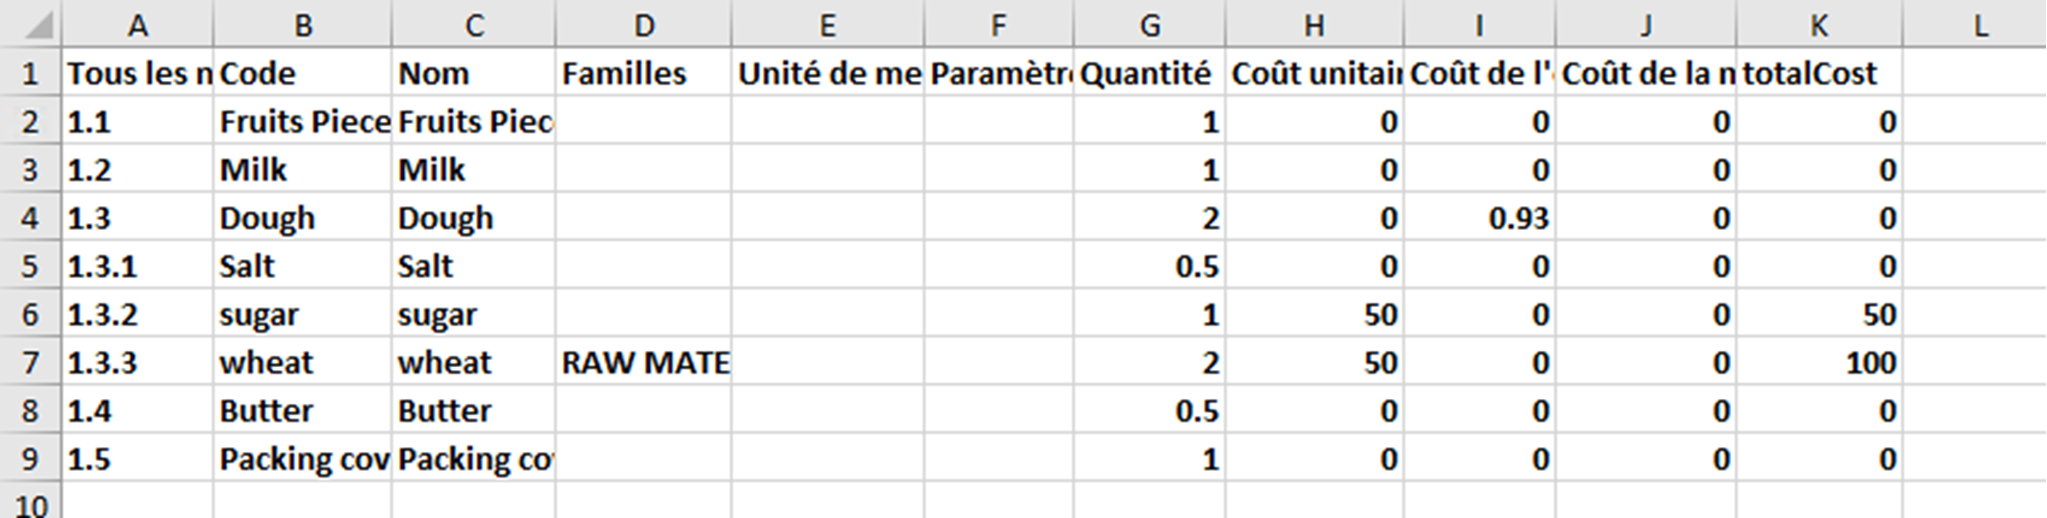 A B C D E F G H I J K L
1 Tous les n Code Nom Familles Unité de me Paramètr Quantité Coût unitair Coût de l' Coût de la n totalCost
2 1.1 Fruits Piece Fruits Piec 1 0 0 0 0
3 1.2 Milk Milk 1 0 0 0 0
4 1.3 Dough Dough 2 0 0.93 0 0
5 1.3.1 Salt Salt 0.5 0 0 0 0
6 1.3.2 sugar sugar 1 50 0 0 50
7 1.3.3 wheat wheat RAW MATE 2 50 0 0 100
8 1.4 Butter Butter 0.5 0 0 0 0
9 1.5 Packing cov Packing co 1 0 0 0 0
10